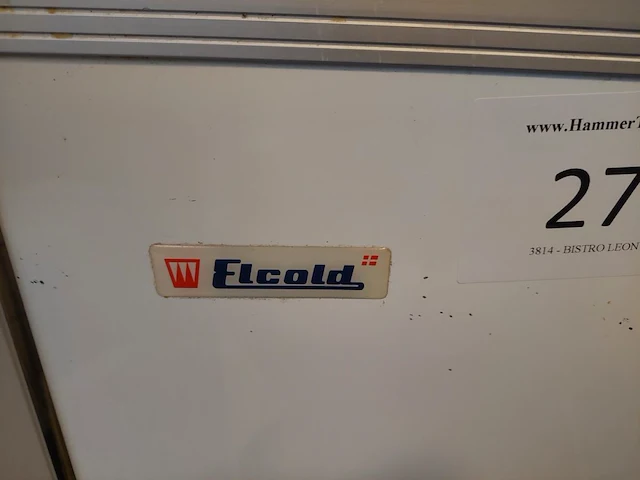 www.Hammer
27
3814 - BISTRO LEON
Elcold